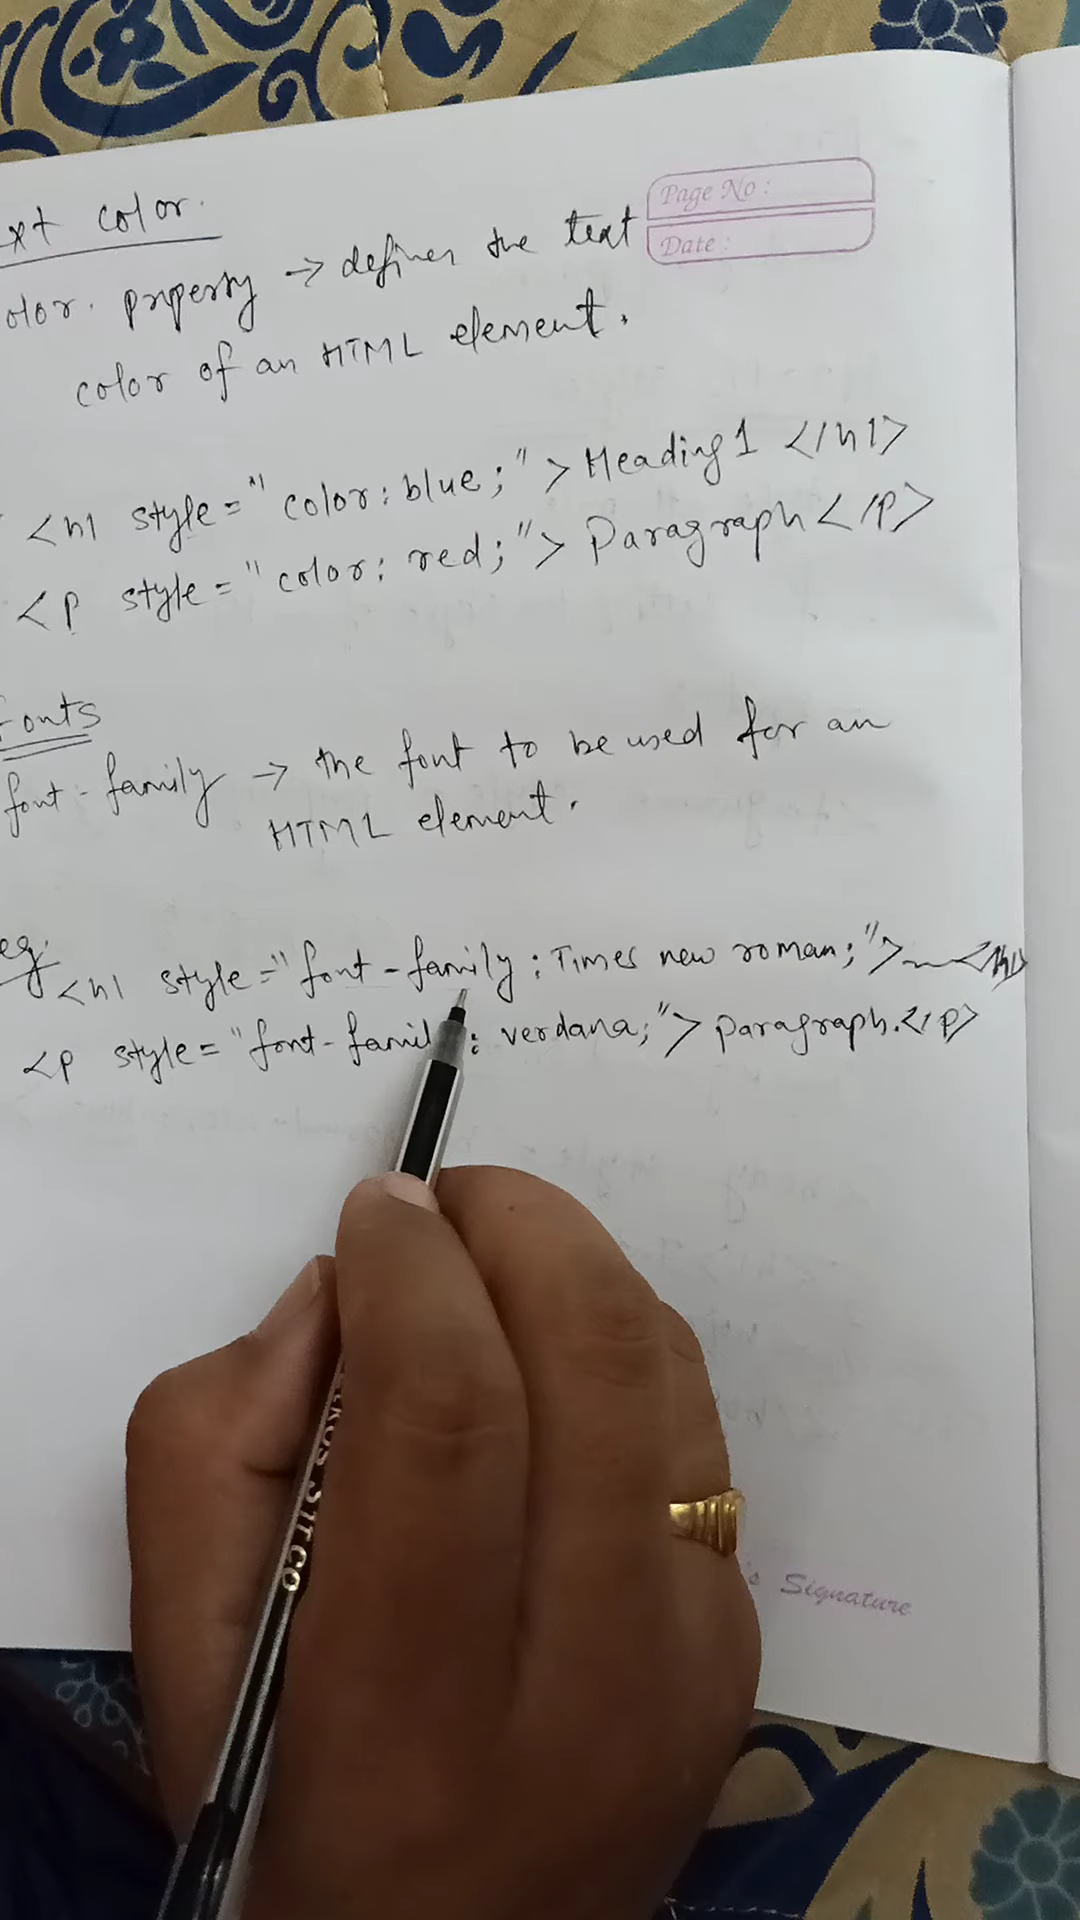 xt color.
Page No :
Date :
olor. property → defines the text
color of an HTML element.
<h1 style="color: blue;">Heading 1 </h1>
<p style="color: red;">Paragraph</p>
Fonts
font-family → the font to be used for an
HTML element.
eg.
<h1 style="font-family: Times new roman;">
<p style="font-famil : verdana;">paragraph.</p>
's Signature